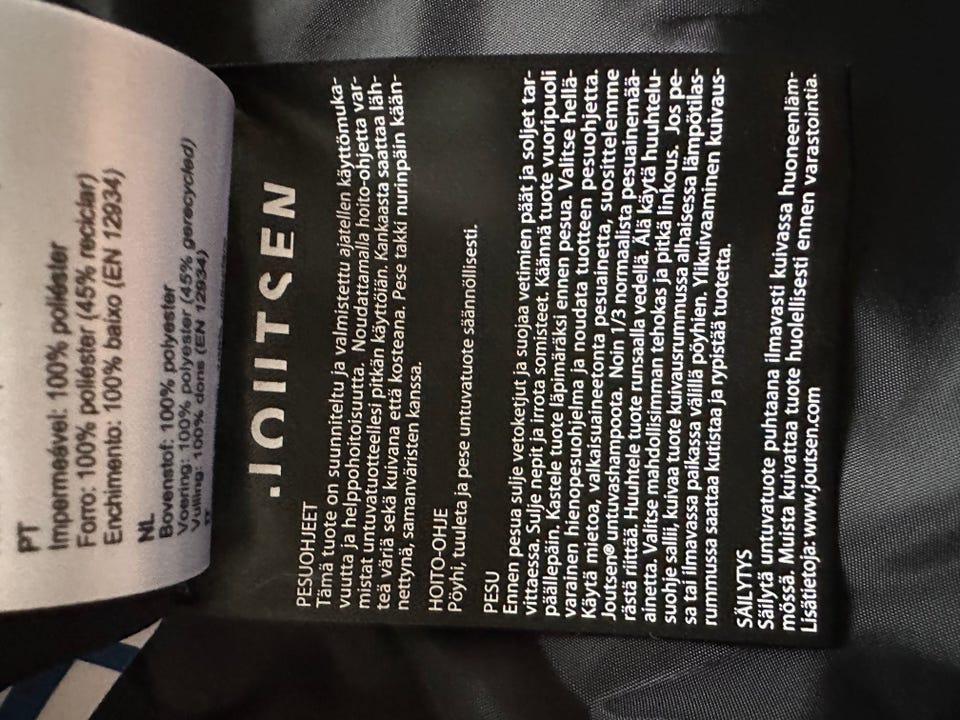 PT
Impermeável: 100% poliéster
Forro: 100% poliéster (45% reciclar)
Enchimento: 100% baixo (EN 12934)
NL
Bovenstof: 100% polyester
Voering: 100% polyester (45% gerecycled)
Vulling: 100% dons (EN 12934)
JOUTSEN
PESUOHJEET
Tämä tuote on suunniteltu ja valmistettu ajatellen käyttömuka-
vuutta ja helppohoitoisuutta. Noudattamalla hoito-ohjetta var-
mistat untuvatuotteellesi pitkän käyttöiän. Kankaasta saattaa läh-
teä väriä sekä kuivana että kosteana. Pese takki nurinpäin kään-
nettynä, samanväristen kanssa.
HOITO-OHJE
Pöyhi, tuuleta ja pese untuvatuote säännöllisesti.
PESU
Ennen pesua sulje vetoketjut ja suojaa vetimien päät ja soljet tar-
vittaessa. Sulje nepit ja irrota somisteet. Käännä tuote vuoripuoli
päällepäin. Kastele tuote läpimäräksi ennen pesua. Valitse hellä-
varainen hienopesuohjelma ja noudata tuotteen pesuohjetta.
Käytä mietoa, valkaisuaineetonta pesuainetta, suosittelemme
Joutsen® untuvashampoota. Noin 1/3 normaalista pesuainemää-
rästä riittää. Huuhtele tuote runsaalla vedellä. Älä käytä huuhtelu-
ainetta. Valitse mahdollisimman tehokas ja pitkä linkous. Jos pe-
suohje sallii, kuivaa tuote kuivausrummussa alhaisessa lämpötilas-
sa tai ilmavassa paikassa välillä pöyhien. Ylikuivaaminen kuivaus-
rummussa saattaa kutistaa ja rypistää tuotetta.
SÄILYTYS
Säilytä untuvatuote puhtaana ilmavasti kuivassa huoneenläm-
mössä. Muista kuivattaa tuote huolellisesti ennen varastointia.
Lisätietoja: www.joutsen.com